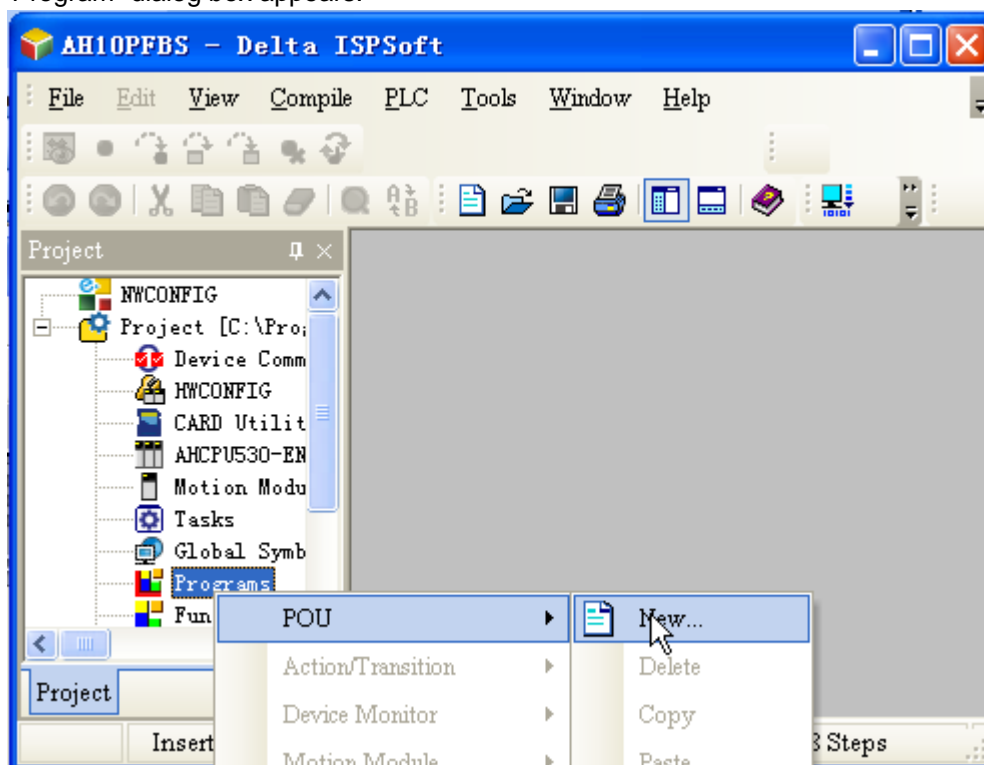 Program" dialog box appears.
AH10PFBS - Delta ISPSoft
File Edit View Compile PLC Tools Window Help
Project
NWCONFIG
Project [C:\Pro
Device Comm
HWCONFIG
CARD Utilit
AHCPU530-EN
Motion Modu
Tasks
Global Symb
Programs
Fun
POU New...
Action/Transition Delete
Project
Device Monitor Copy
Insert Steps
Motion Module Paste